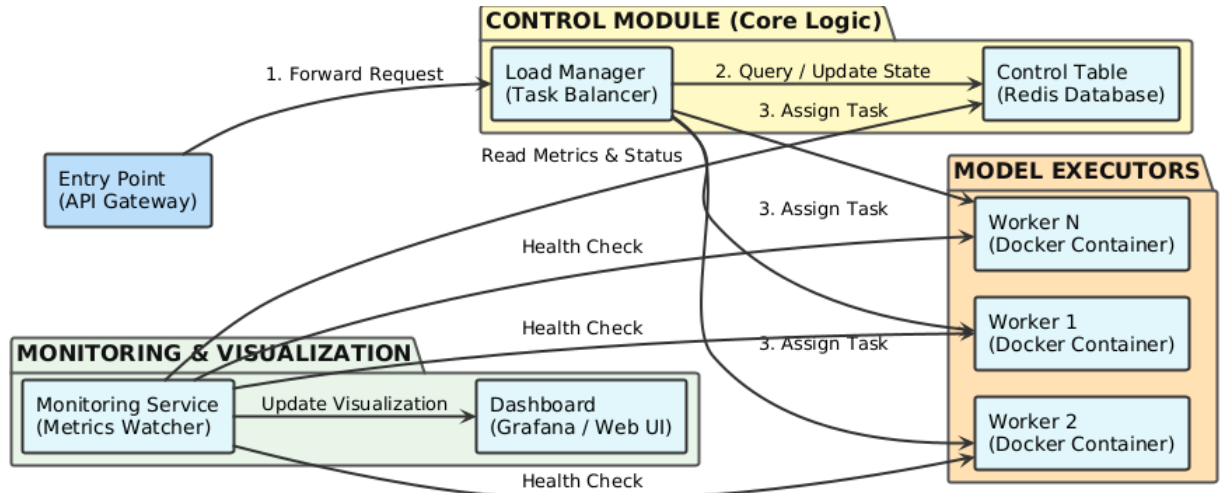 CONTROL MODULE (Core Logic)
1. Forward Request
Load Manager
(Task Balancer)
2. Query / Update State
Control Table
(Redis Database)
3. Assign Task
Read Metrics & Status
Entry Point
(API Gateway)
MODEL EXECUTORS
3. Assign Task
Worker N
(Docker Container)
Health Check
Worker 1
(Docker Container)
Health Check
3. Assign Task
MONITORING & VISUALIZATION
Monitoring Service
(Metrics Watcher)
Update Visualization
Dashboard
(Grafana / Web UI)
Worker 2
(Docker Container)
Health Check